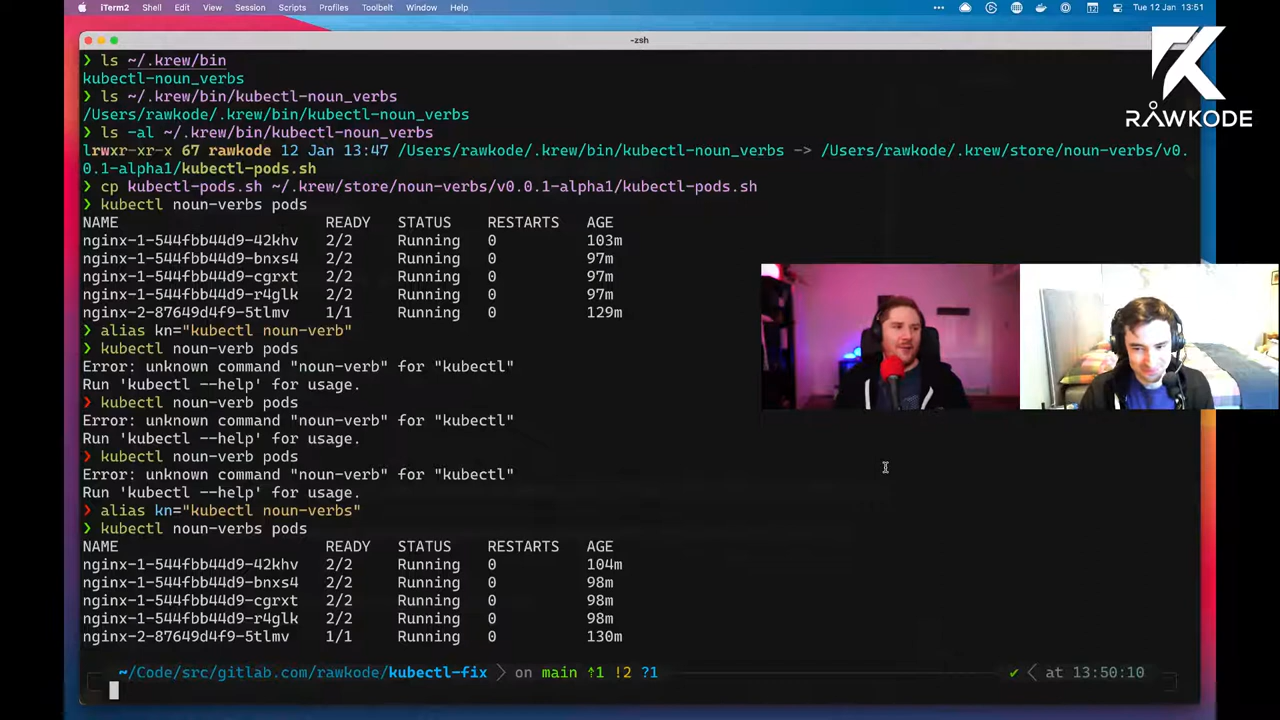 iTerm2 Shell Edit View Session Scripts Profiles Toolbelt Window Help
Tue 12 Jan 13:51
-zsh
RAWKODE
❯ ls ~/.krew/bin
kubectl-noun_verbs
❯ ls ~/.krew/bin/kubectl-noun_verbs
/Users/rawkode/.krew/bin/kubectl-noun_verbs
❯ ls -al ~/.krew/bin/kubectl-noun_verbs
lrwxr-xr-x 67 rawkode 12 Jan 13:47 /Users/rawkode/.krew/bin/kubectl-noun_verbs -> /Users/rawkode/.krew/store/noun-verbs/v0.
0.1-alpha1/kubectl-pods.sh
❯ cp kubectl-pods.sh ~/.krew/store/noun-verbs/v0.0.1-alpha1/kubectl-pods.sh
❯ kubectl noun-verbs pods
NAME READY STATUS RESTARTS AGE
nginx-1-544fbb44d9-42khv 2/2 Running 0 103m
nginx-1-544fbb44d9-bnxs4 2/2 Running 0 97m
nginx-1-544fbb44d9-cgrxt 2/2 Running 0 97m
nginx-1-544fbb44d9-r4glk 2/2 Running 0 97m
nginx-2-87649d4f9-5tlmv 1/1 Running 0 129m
❯ alias kn="kubectl noun-verb"
❯ kubectl noun-verb pods
Error: unknown command "noun-verb" for "kubectl"
Run 'kubectl --help' for usage.
❯ kubectl noun-verb pods
Error: unknown command "noun-verb" for "kubectl"
Run 'kubectl --help' for usage.
❯ kubectl noun-verb pods
Error: unknown command "noun-verb" for "kubectl"
Run 'kubectl --help' for usage.
❯ alias kn="kubectl noun-verbs"
❯ kubectl noun-verbs pods
NAME READY STATUS RESTARTS AGE
nginx-1-544fbb44d9-42khv 2/2 Running 0 104m
nginx-1-544fbb44d9-bnxs4 2/2 Running 0 98m
nginx-1-544fbb44d9-cgrxt 2/2 Running 0 98m
nginx-1-544fbb44d9-r4glk 2/2 Running 0 98m
nginx-2-87649d4f9-5tlmv 1/1 Running 0 130m
~/Code/src/gitlab.com/rawkode/kubectl-fix on main ⇡1 !2 ?1 ✔ at 13:50:10